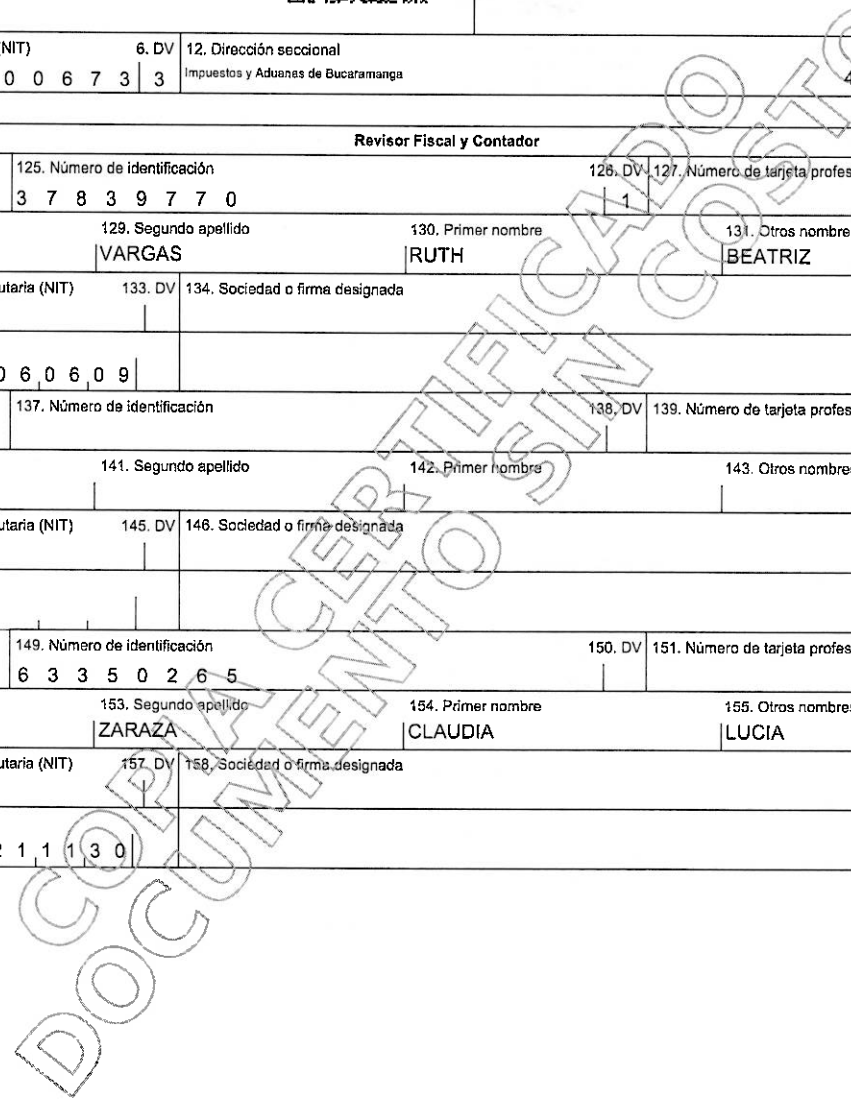 (NIT) 6. DV 12. Dirección seccional
0 0 6 7 3 3 Impuestos y Aduanas de Bucaramanga 4
Revisor Fiscal y Contador
125. Número de identificación 126. DV 127. Número de tarjeta profes
3 7 8 3 9 7 7 0 1
129. Segundo apellido 130. Primer nombre 131. Otros nombre
VARGAS RUTH BEATRIZ
utaria (NIT) 133. DV 134. Sociedad o firma designada
0 6 0 6 0 9
137. Número de identificación 138. DV 139. Número de tarjeta profes
141. Segundo apellido 142. Primer nombre 143. Otros nombre
utaria (NIT) 145. DV 146. Sociedad o firma designada
149. Número de identificación 150. DV 151. Número de tarjeta profes
6 3 3 5 0 2 6 5
153. Segundo apellido 154. Primer nombre 155. Otros nombre
ZARAZA CLAUDIA LUCIA
utaria (NIT) 157. DV 158. Sociedad o firma designada
2 1 1 1 3 0
COPIA CERTIFICADO
DOCUMENTO SIN COSTO